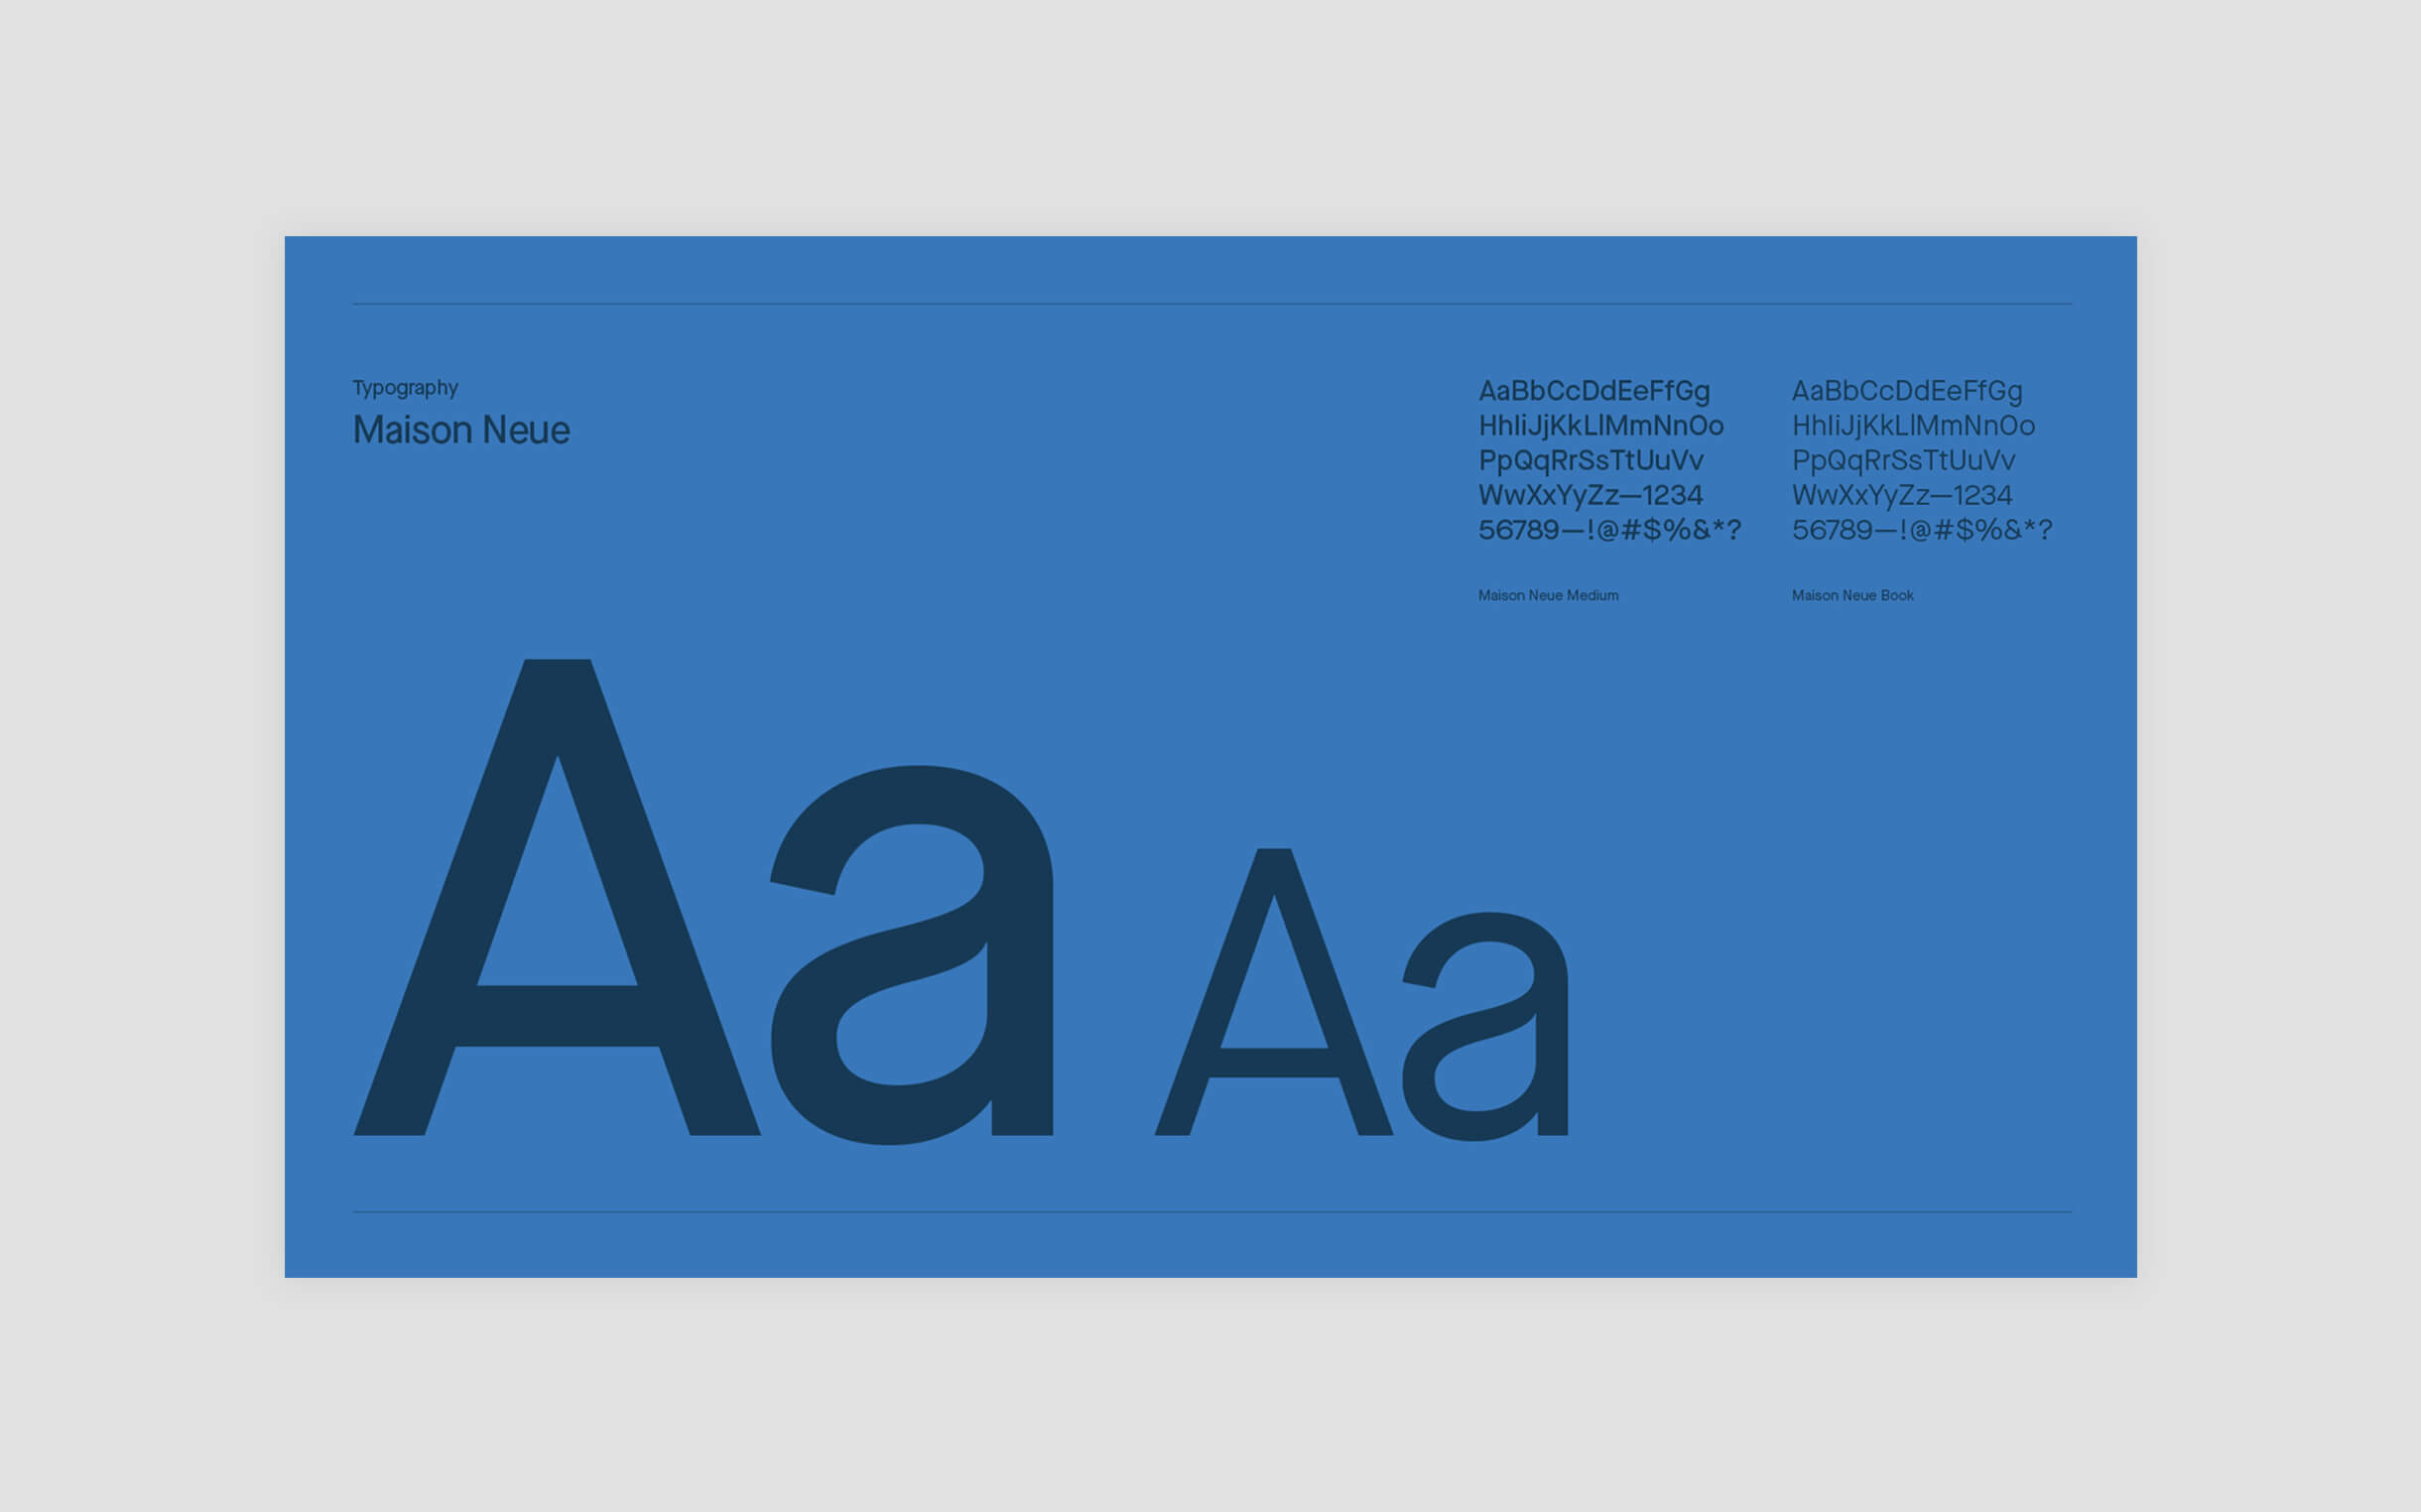 Typography
Maison Neue
AaBbCcDdEeFfGg
HhIiJjKkLlMmNnOo
PpQqRrSsTtUuVv
WwXxYyZz—1234
56789—!@#$%&*?
Maison Neue Medium
AaBbCcDdEeFfGg
HhIiJjKkLlMmNnOo
PpQqRrSsTtUuVv
WwXxYyZz—1234
56789—!@#$%&*?
Maison Neue Book
Aa
Aa